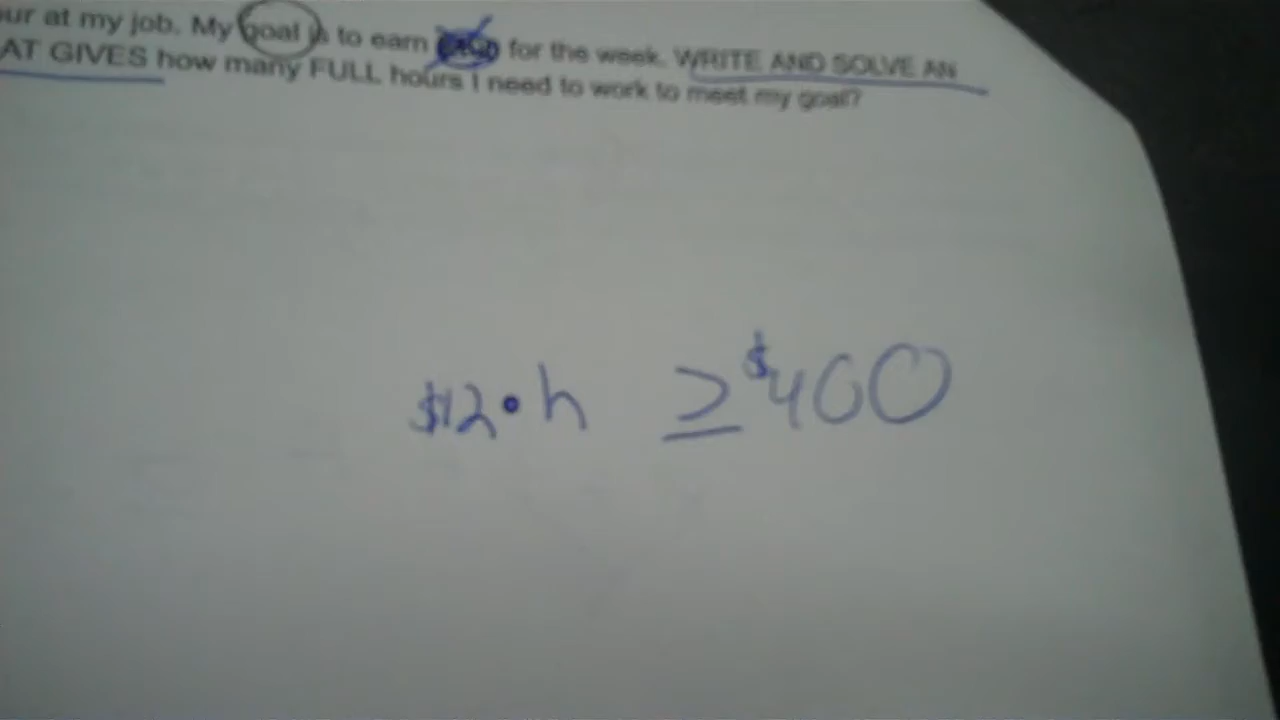 ur at my job. My goal is to earn for the week. WRITE AND SOLVE AN
AT GIVES how many FULL hours I need to work to meet my goal?
$12 • h ≥ $400